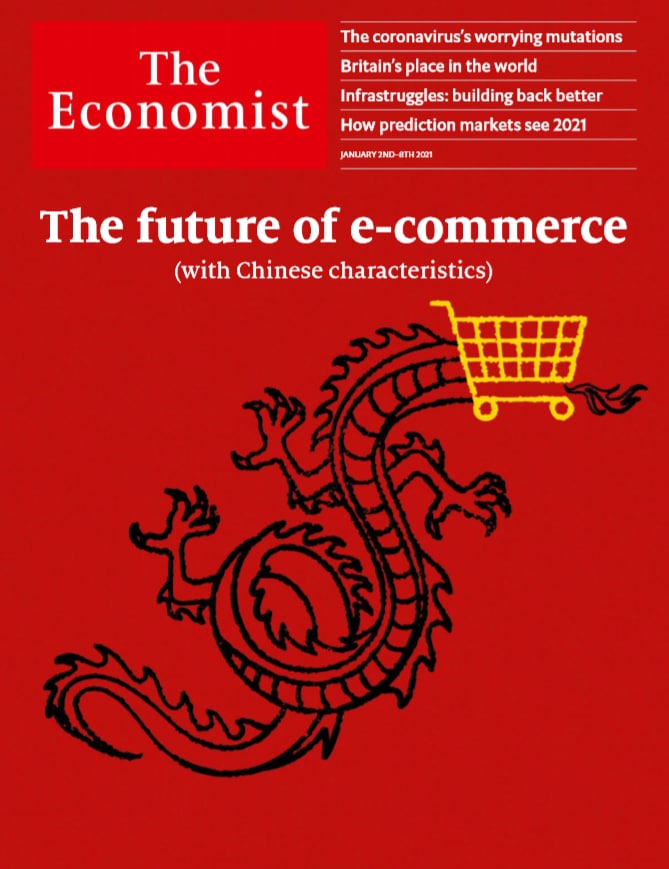 The
Economist
The coronavirus's worrying mutations
Britain's place in the world
Infrastruggles: building back better
How prediction markets see 2021
JANUARY 2ND–8TH 2021
The future of e-commerce
(with Chinese characteristics)